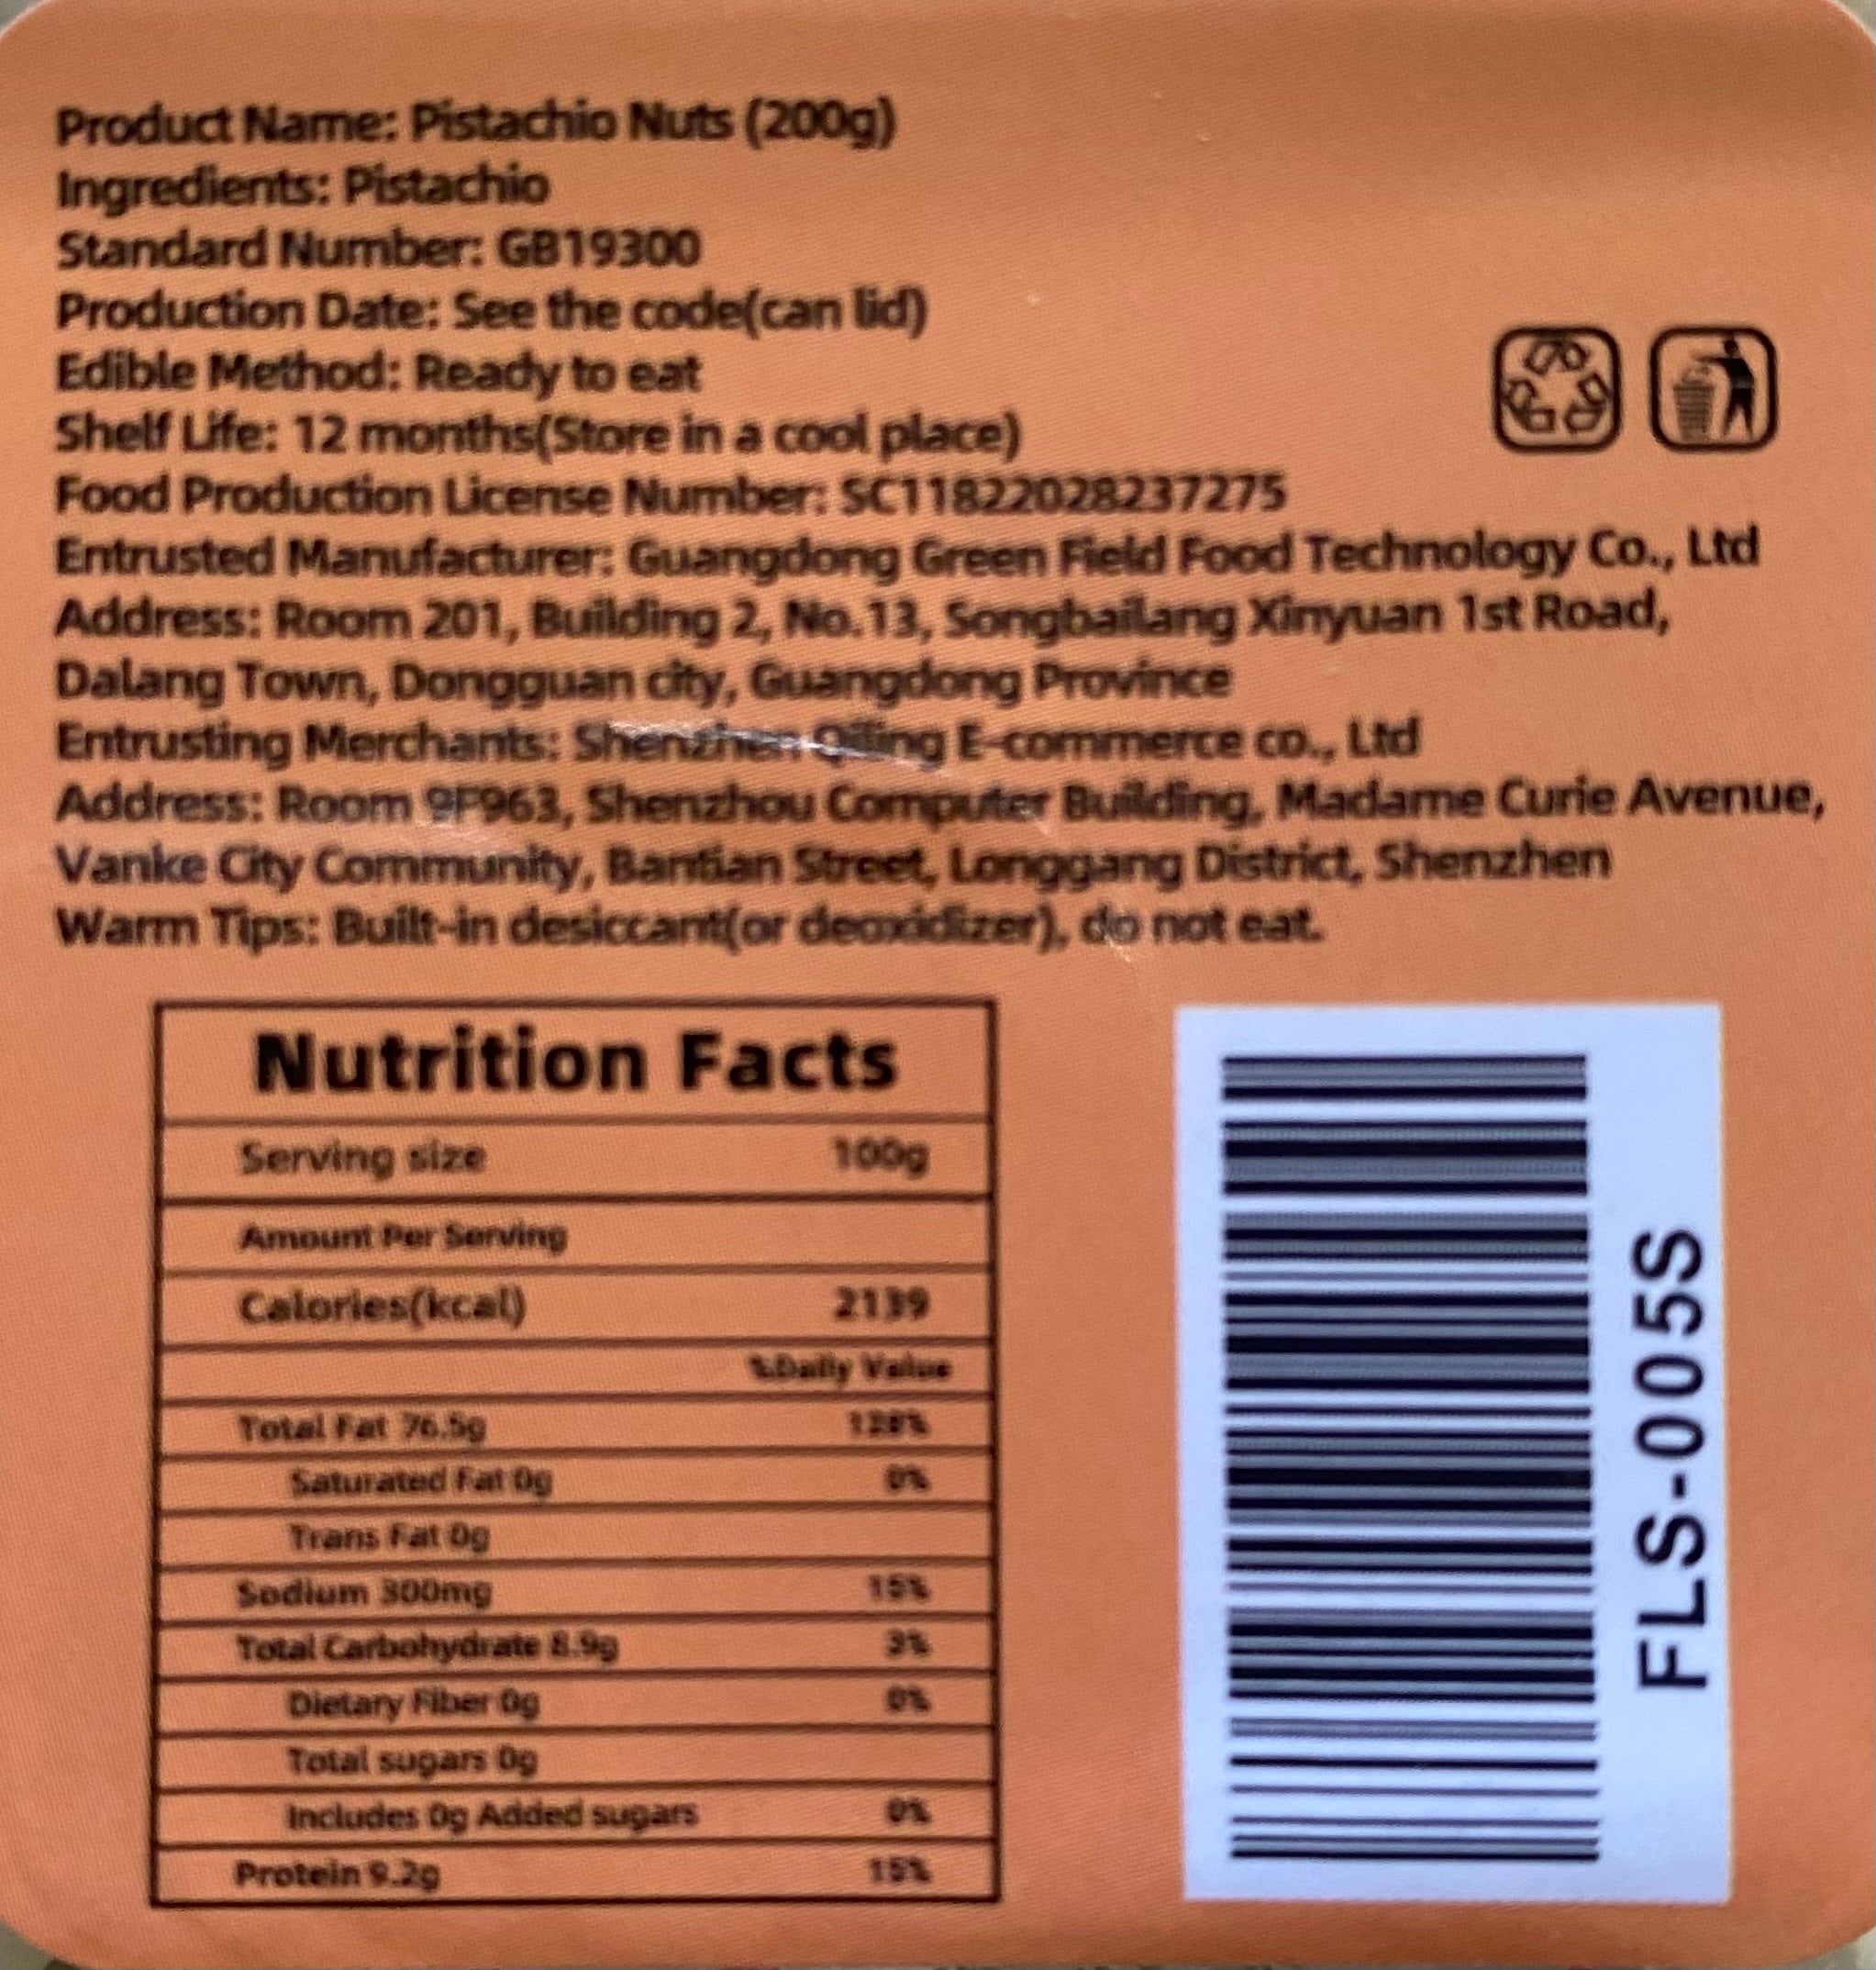 Product Name: Pistachio Nuts (200g)
Ingredients: Pistachio
Standard Number: GB19300
Production Date: See the code(can lid)
Edible Method: Ready to eat
Shelf Life: 12 months(Store in a cool place)
Food Production License Number: SC11822028237275
Entrusted Manufacturer: Guangdong Green Field Food Technology Co., Ltd
Address: Room 201, Building 2, No.13, Songbailang Xinyuan 1st Road,
Dalang Town, Dongguan city, Guangdong Province
Entrusting Merchants: Shenzhen Qiling E-commerce co., Ltd
Address: Room 9F963, Shenzhou Computer Building, Madame Curie Avenue,
Vanke City Community, Bantian Street, Longgang District, Shenzhen
Warm Tips: Built-in desiccant(or deoxidizer), do not eat.
Nutrition Facts
Serving size 100g
Amount Per Serving
Calories(kcal) 2139
%Daily Value
Total Fat 76.5g
Saturated Fat 0g 0%
Trans Fat 0g
Sodium 300mg 15%
Total Carbohydrate 8.9g 3%
Dietary Fiber 0g 0%
Total sugars 0g
Includes 0g Added sugars 0%
Protein 9.2g 15%
FLS-005S